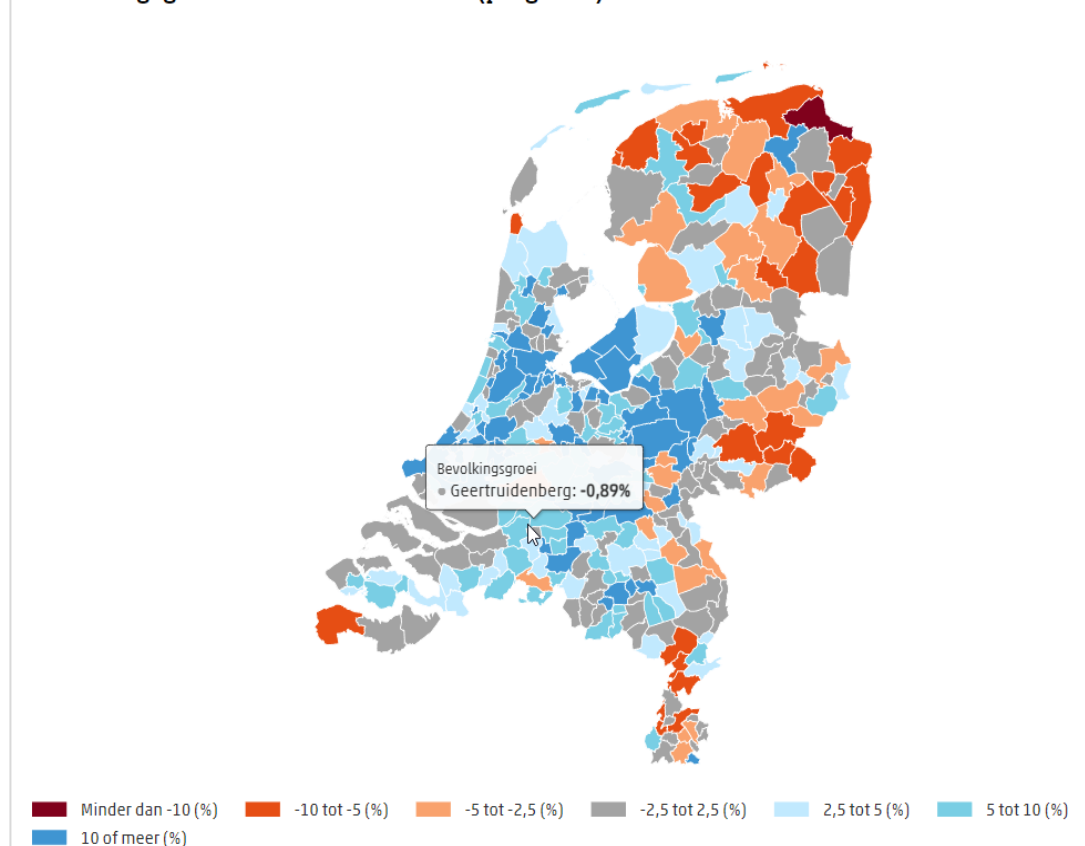 Bevolkingsgroei
Geertruidenberg: -0,89%
Minder dan -10 (%)
-10 tot -5 (%)
-5 tot -2,5 (%)
-2,5 tot 2,5 (%)
2,5 tot 5 (%)
5 tot 10 (%)
10 of meer (%)